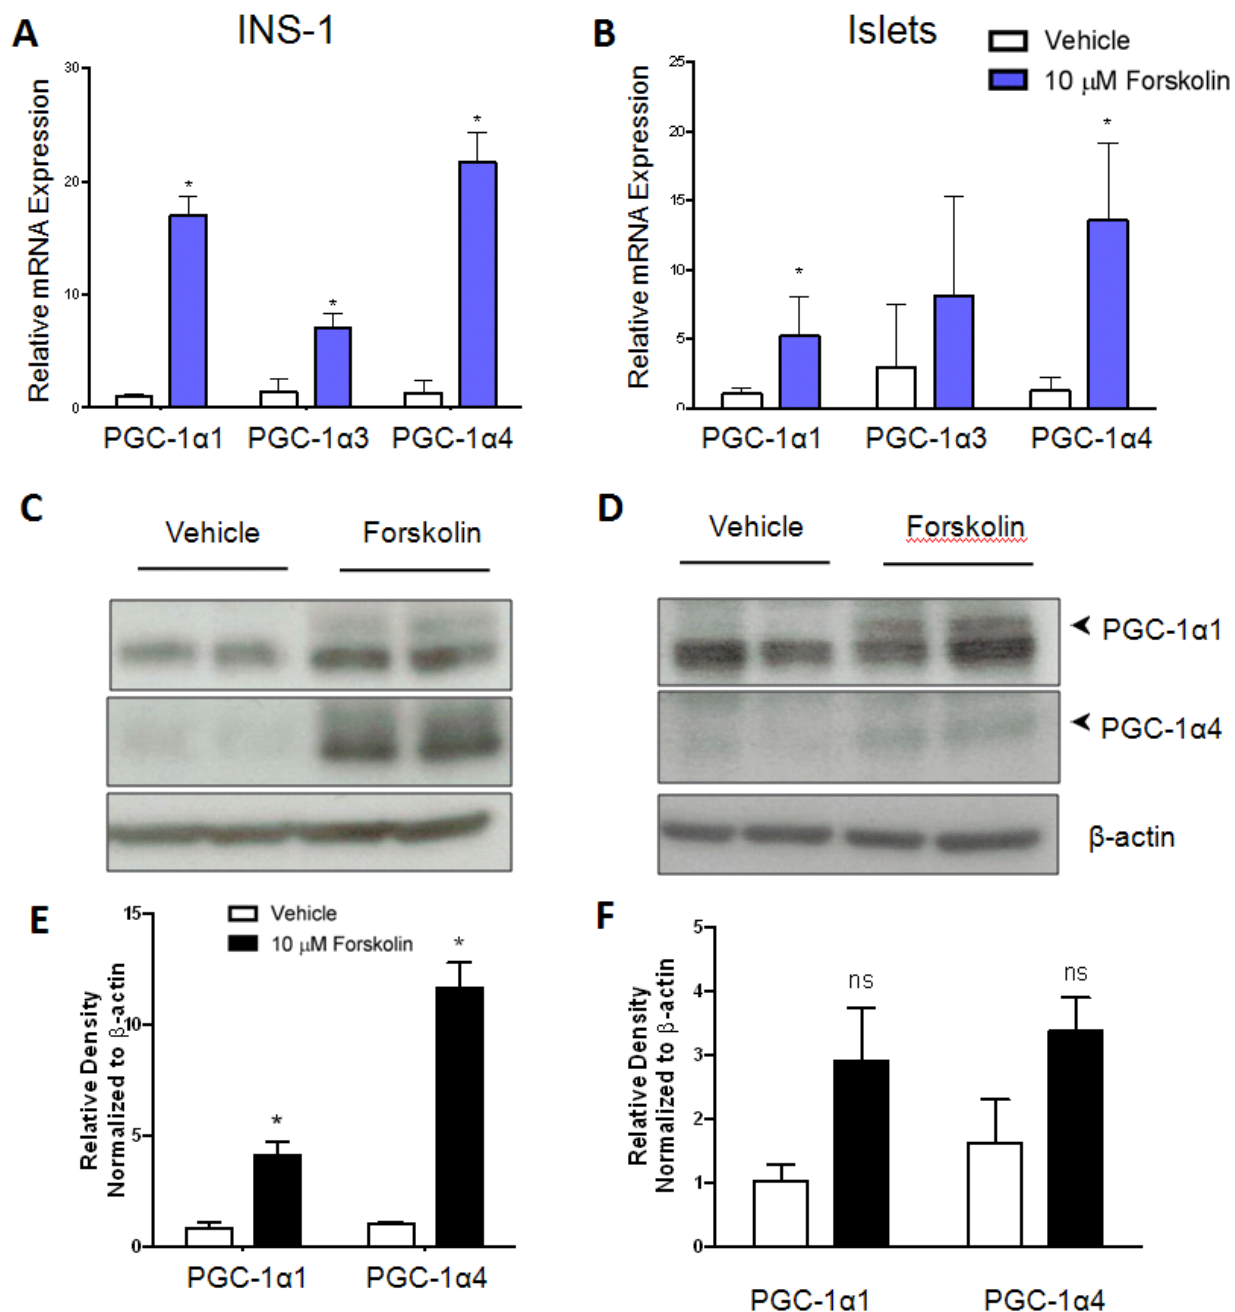 A
INS-1
B
Islets
Vehicle
10 μM Forskolin
Relative mRNA Expression
30
20
10
0
*
*
*
PGC-1α1
PGC-1α3
PGC-1α4
Relative mRNA Expression
25
20
15
10
5
0
*
*
PGC-1α1
PGC-1α3
PGC-1α4
C
Vehicle
Forskolin
D
Vehicle
Forskolin
PGC-1α1
PGC-1α4
β-actin
E
Vehicle
10 μM Forskolin
Relative Density
Normalized to β-actin
15
10
5
0
*
*
PGC-1α1
PGC-1α4
F
Relative Density
Normalized to β-actin
5
4
3
2
1
0
ns
ns
PGC-1α1
PGC-1α4